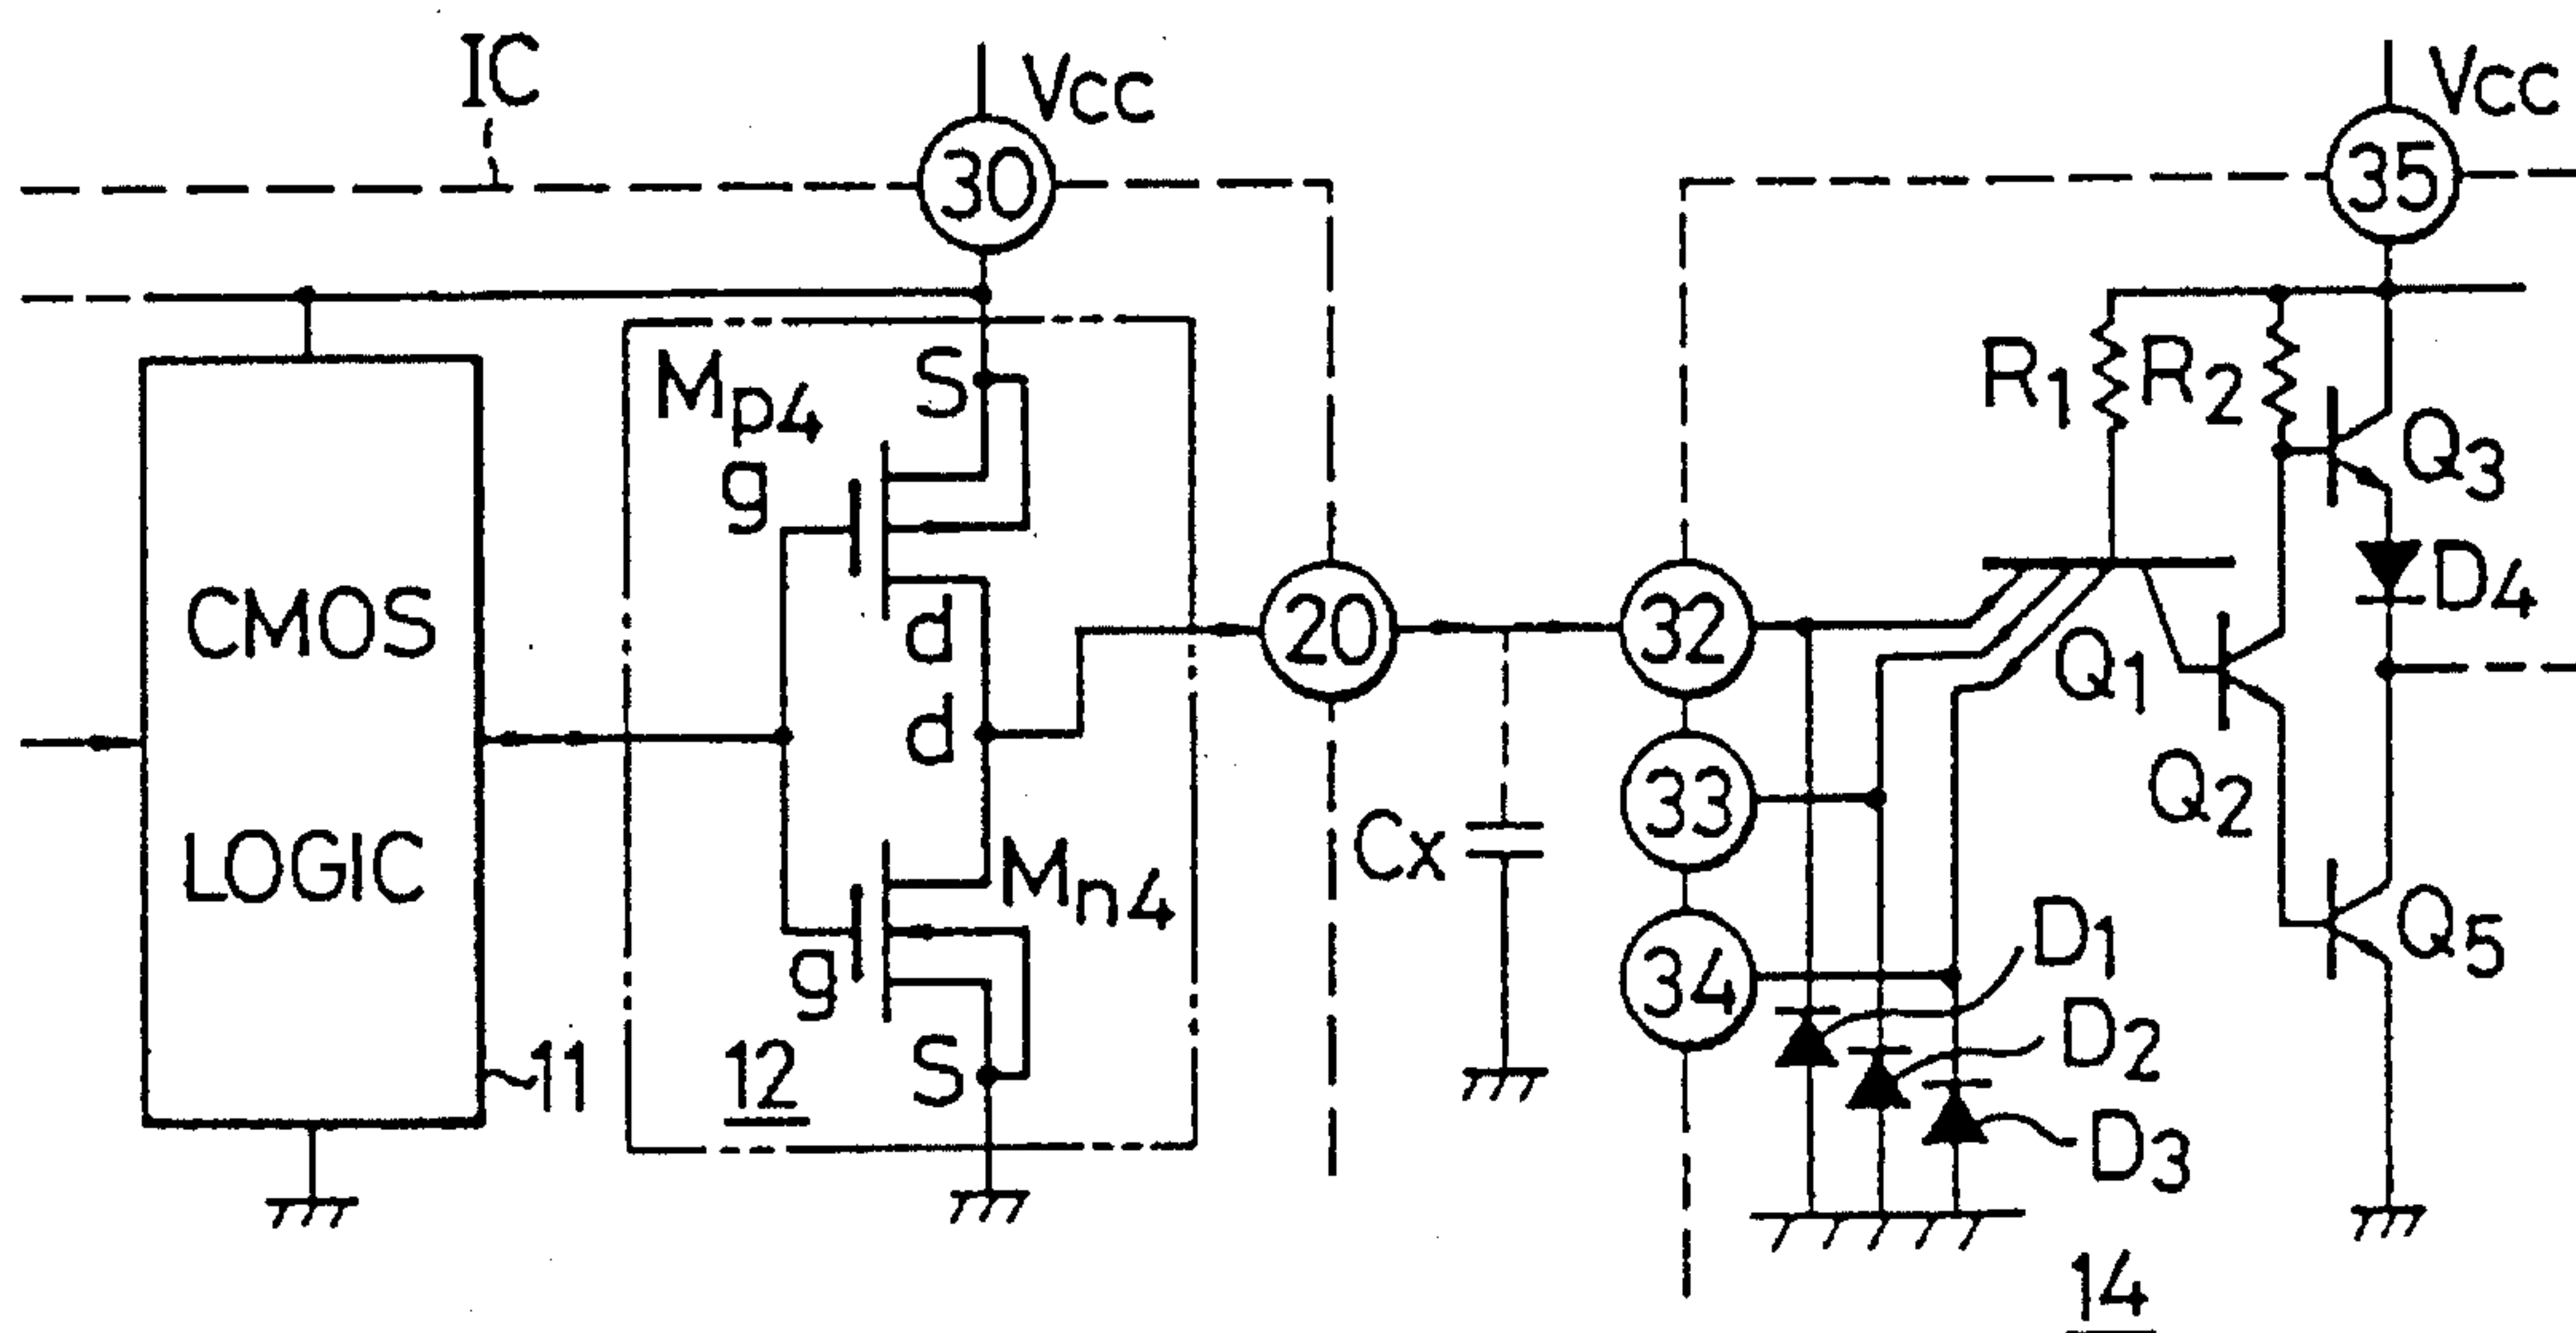 IC
Vcc
30
Vcc
35
Mp4
S
g
d
d
Mn4
g
S
12
CMOS
LOGIC
11
20
Cx
32
33
34
R1
R2
Q1
Q2
Q3
D4
Q5
D1
D2
D3
14